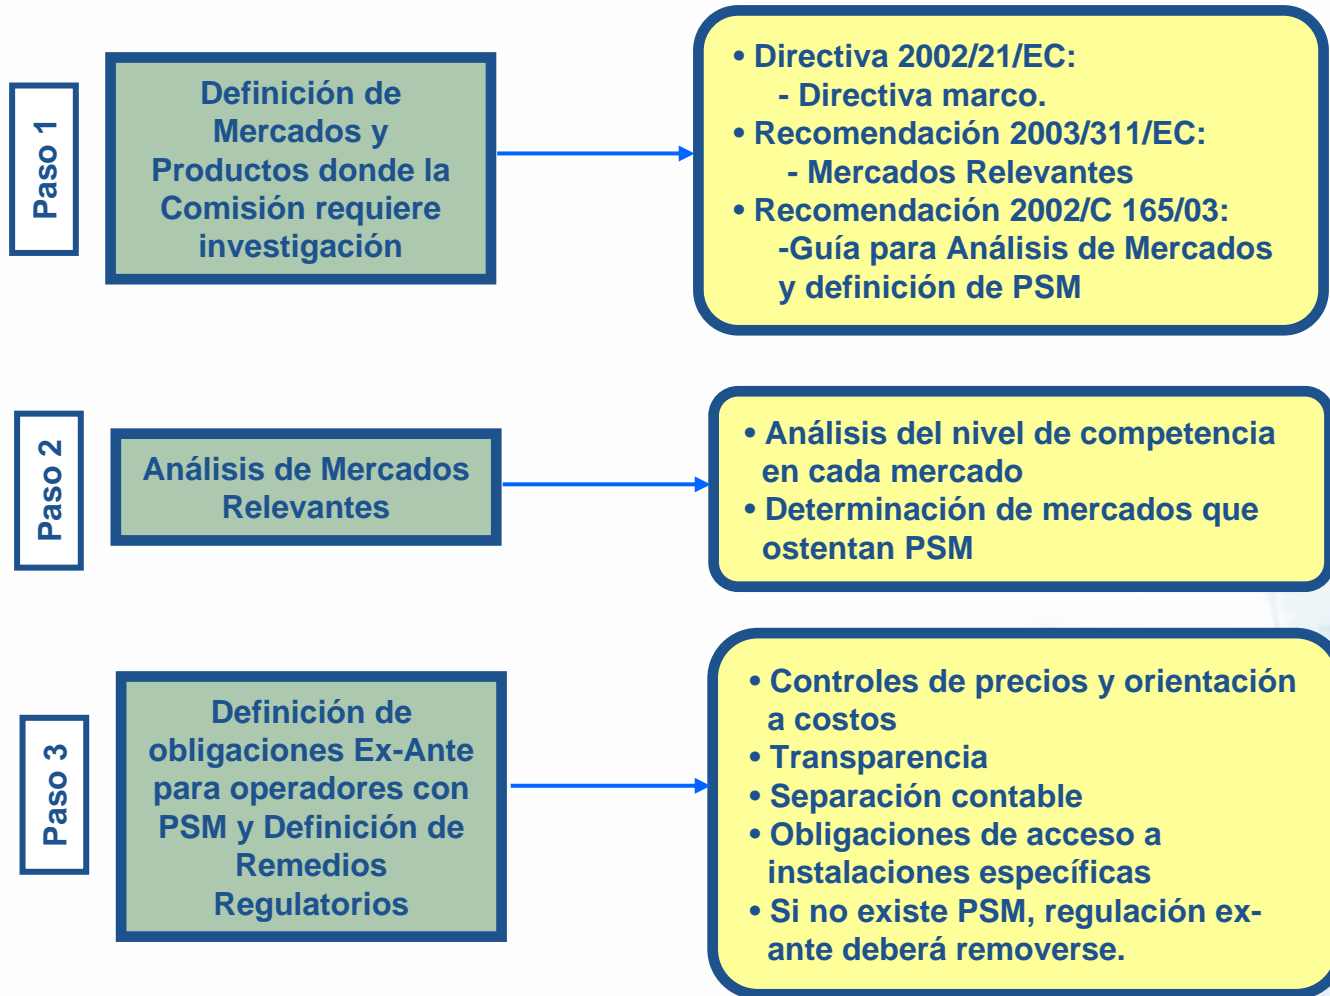 Paso 1
Definición de
Mercados y
Productos donde la
Comisión requiere
investigación
• Directiva 2002/21/EC:
- Directiva marco.
• Recomendación 2003/311/EC:
- Mercados Relevantes
• Recomendación 2002/C 165/03:
-Guía para Análisis de Mercados
y definición de PSM
Paso 2
Análisis de Mercados
Relevantes
• Análisis del nivel de competencia
en cada mercado
• Determinación de mercados que
ostentan PSM
Paso 3
Definición de
obligaciones Ex-Ante
para operadores con
PSM y Definición de
Remedios
Regulatorios
• Controles de precios y orientación
a costos
• Transparencia
• Separación contable
• Obligaciones de acceso a
instalaciones específicas
• Si no existe PSM, regulación ex-
ante deberá removerse.